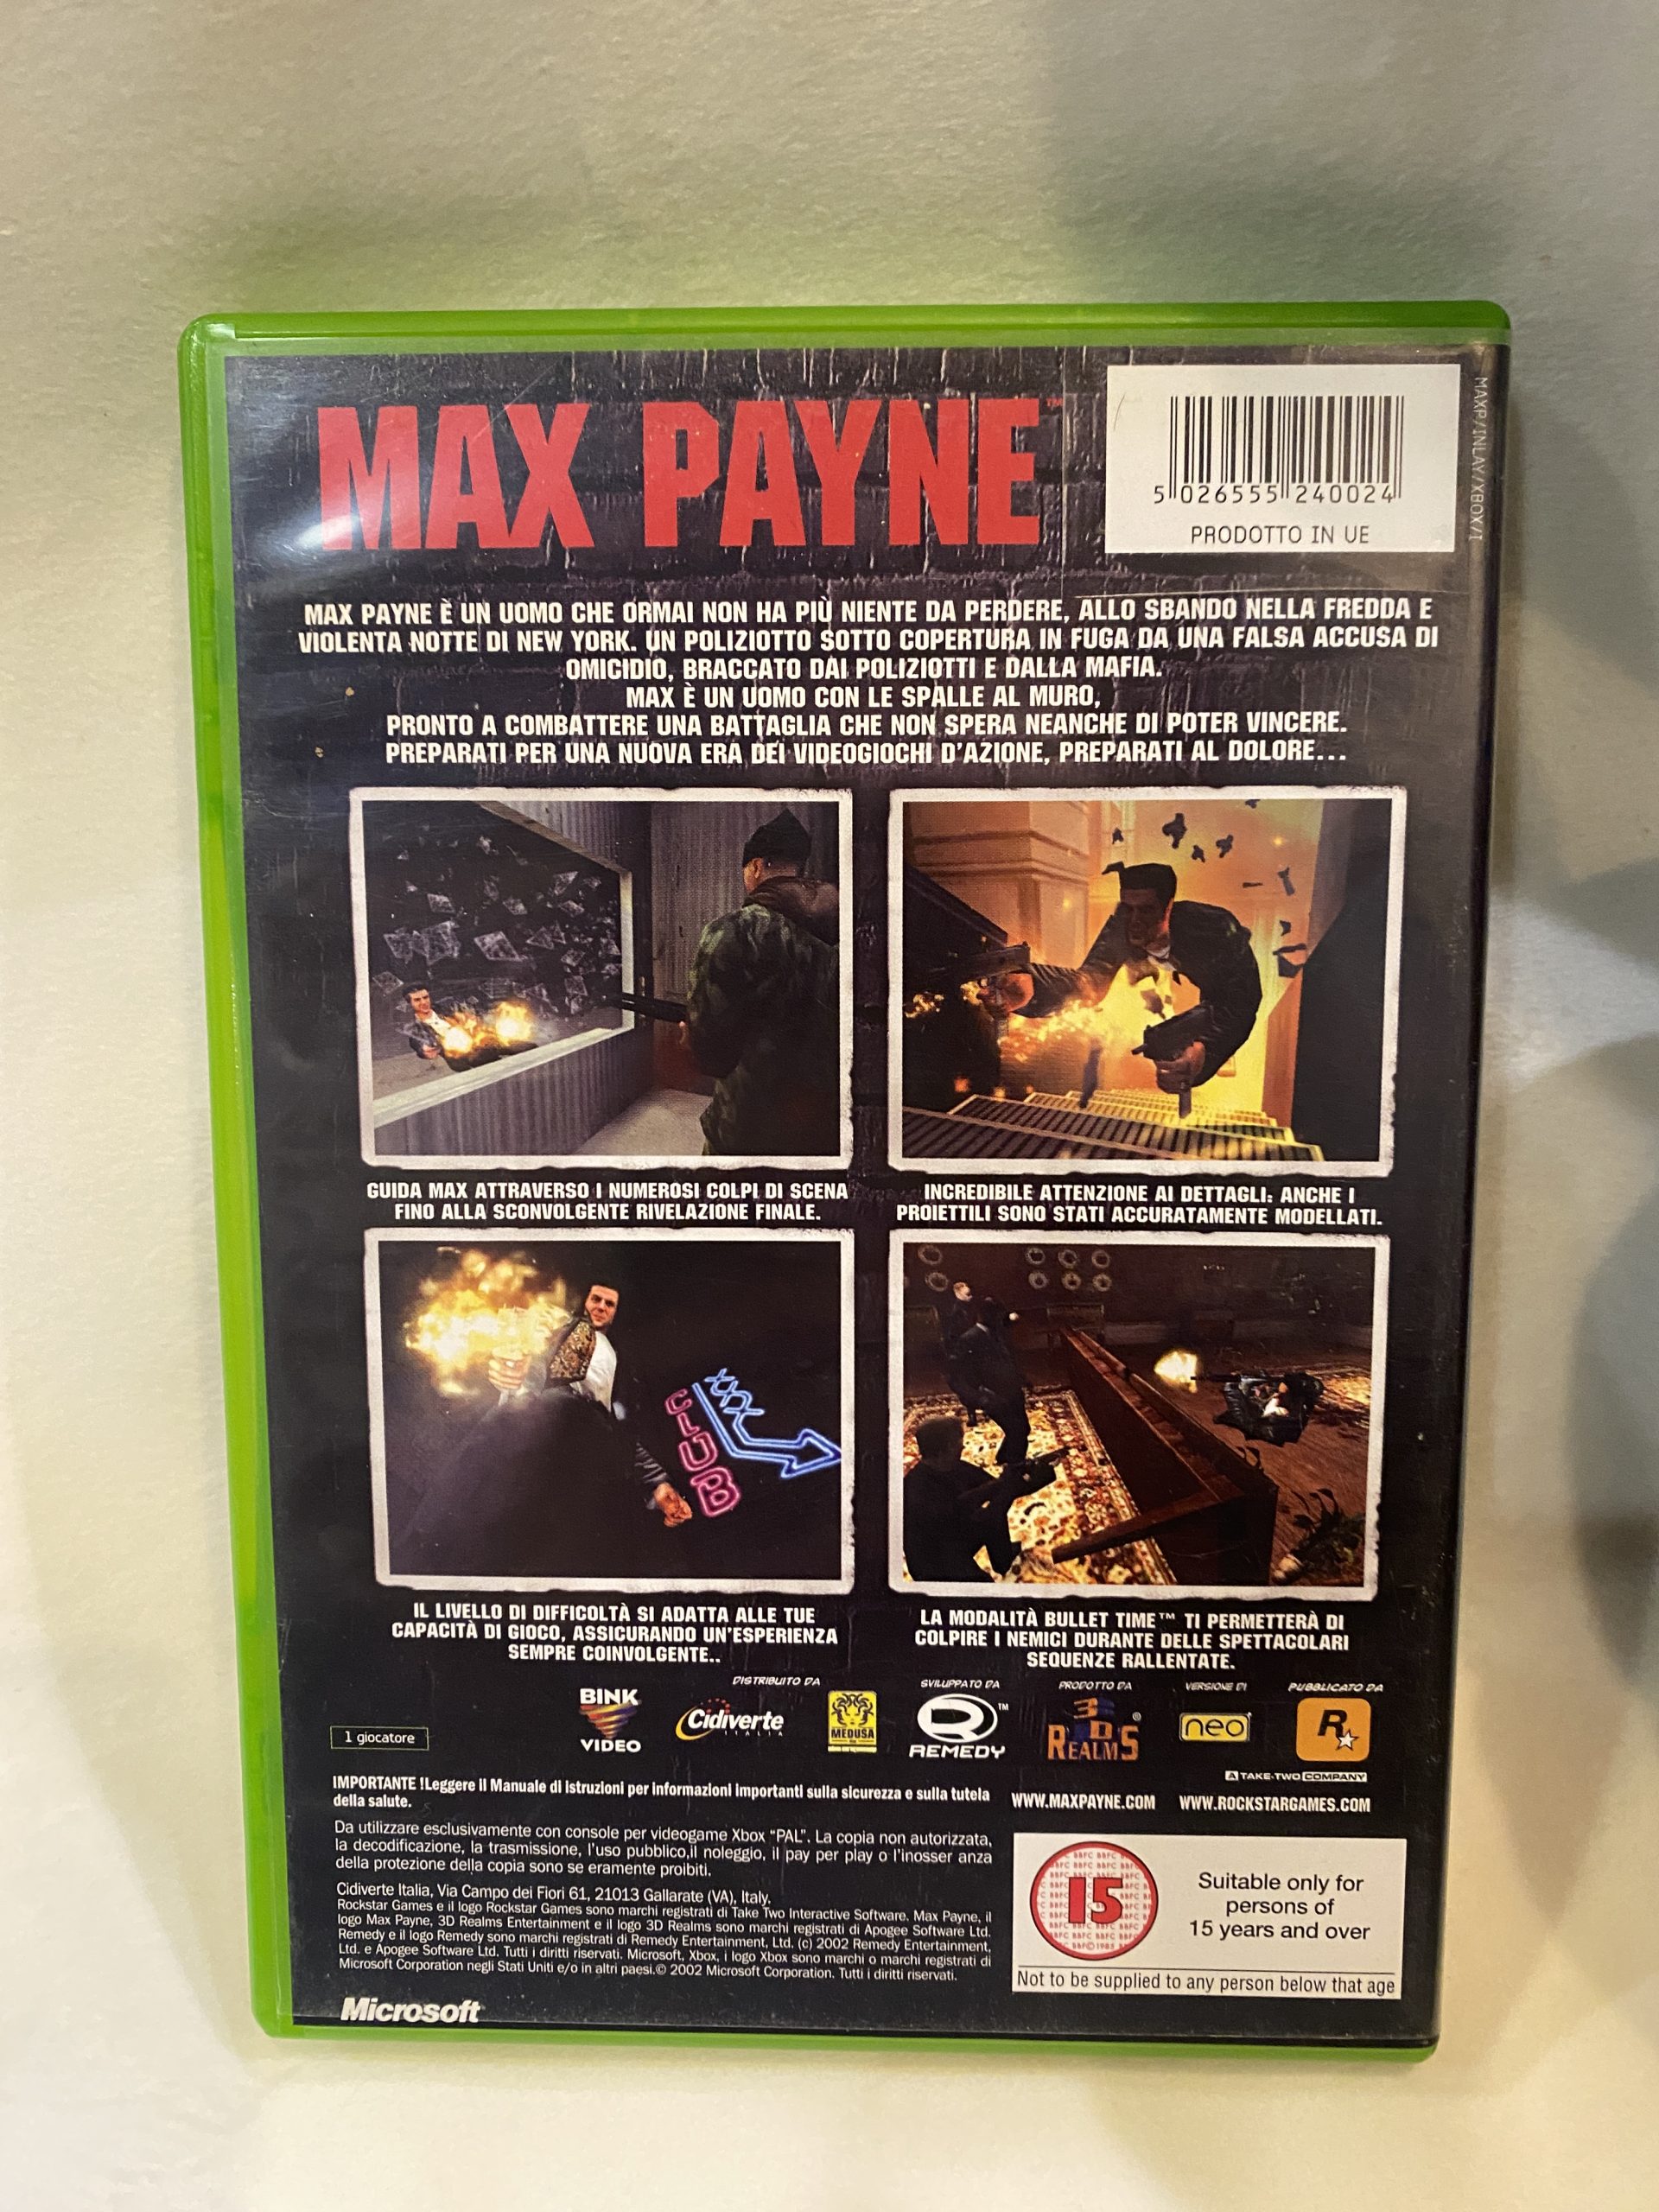 MAX PAYNE™
5 026555 240024
PRODOTTO IN UE
MAXP/INLAY/XBOX/I
MAX PAYNE È UN UOMO CHE ORMAI NON HA PIÙ NIENTE DA PERDERE, ALLO SBANDO NELLA FREDDA E
VIOLENTA NOTTE DI NEW YORK. UN POLIZIOTTO SOTTO COPERTURA IN FUGA DA UNA FALSA ACCUSA DI
OMICIDIO, BRACCATO DAI POLIZIOTTI E DALLA MAFIA.
MAX È UN UOMO CON LE SPALLE AL MURO,
PRONTO A COMBATTERE UNA BATTAGLIA CHE NON SPERA NEANCHE DI POTER VINCERE.
PREPARATI PER UNA NUOVA ERA DEI VIDEOGIOCHI D'AZIONE, PREPARATI AL DOLORE...
GUIDA MAX ATTRAVERSO I NUMEROSI COLPI DI SCENA
FINO ALLA SCONVOLGENTE RIVELAZIONE FINALE.
INCREDIBILE ATTENZIONE AI DETTAGLI: ANCHE I
PROIETTILI SONO STATI ACCURATAMENTE MODELLATI.
XXX
CLUB
IL LIVELLO DI DIFFICOLTÀ SI ADATTA ALLE TUE
CAPACITÀ DI GIOCO, ASSICURANDO UN'ESPERIENZA
SEMPRE COINVOLGENTE..
LA MODALITÀ BULLET TIME™ TI PERMETTERÀ DI
COLPIRE I NEMICI DURANTE DELLE SPETTACOLARI
SEQUENZE RALLENTATE.
1 giocatore
BINK
VIDEO
DISTRIBUITO DA
Cidiverte
ITALIA
MEDUSA
SVILUPPATO DA
REMEDY™
PRODOTTO DA
3D REALMS®
VERSIONE DI
neo
PUBBLICATO DA
R
A TAKE-TWO COMPANY
IMPORTANTE !Leggere il Manuale di Istruzioni per informazioni importanti sulla sicurezza e sulla tutela
della salute.
WWW.MAXPAYNE.COM WWW.ROCKSTARGAMES.COM
Da utilizzare esclusivamente con console per videogame Xbox "PAL". La copia non autorizzata,
la decodificazione, la trasmissione, l'uso pubblico,il noleggio, il pay per play o l'inosser anza
della protezione della copia sono se eramente proibiti.
Cidiverte Italia, Via Campo dei Fiori 61, 21013 Gallarate (VA), Italy.
Rockstar Games e il logo Rockstar Games sono marchi registrati di Take Two Interactive Software. Max Payne, il
logo Max Payne, 3D Realms Entertainment e il logo 3D Realms sono marchi registrati di Apogee Software Ltd.
Remedy e il logo Remedy sono marchi registrati di Remedy Entertainment, Ltd. (c) 2002 Remedy Entertainment,
Ltd. e Apogee Software Ltd. Tutti i diritti riservati. Microsoft, Xbox, i logo Xbox sono marchi o marchi registrati di
Microsoft Corporation negli Stati Uniti e/o in altri paesi.© 2002 Microsoft Corporation. Tutti i diritti riservati.
Microsoft
15
Suitable only for
persons of
15 years and over
Not to be supplied to any person below that age